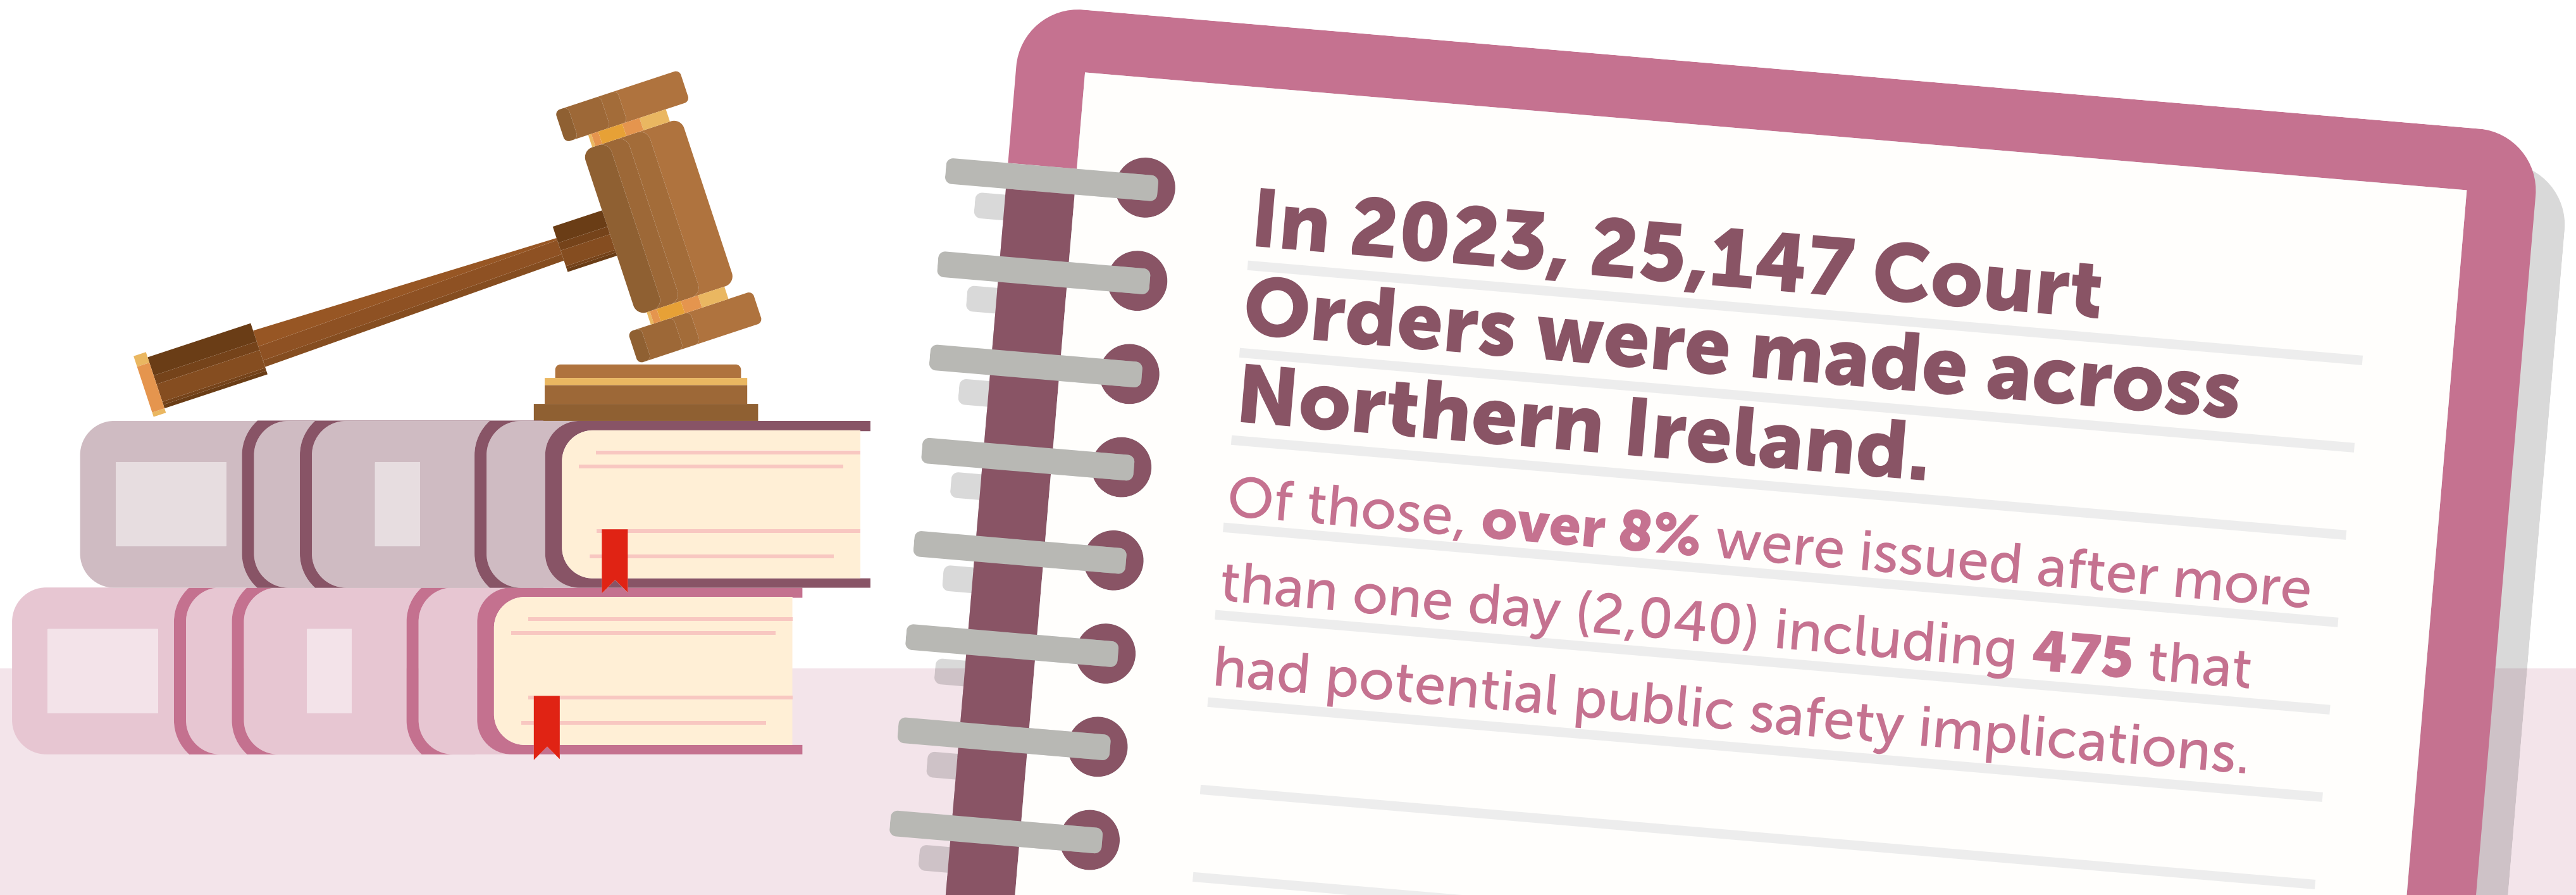 In 2023, 25,147 Court
Orders were made across
Northern Ireland.
Of those, over 8% were issued after more
than one day (2,040) including 475 that
had potential public safety implications.